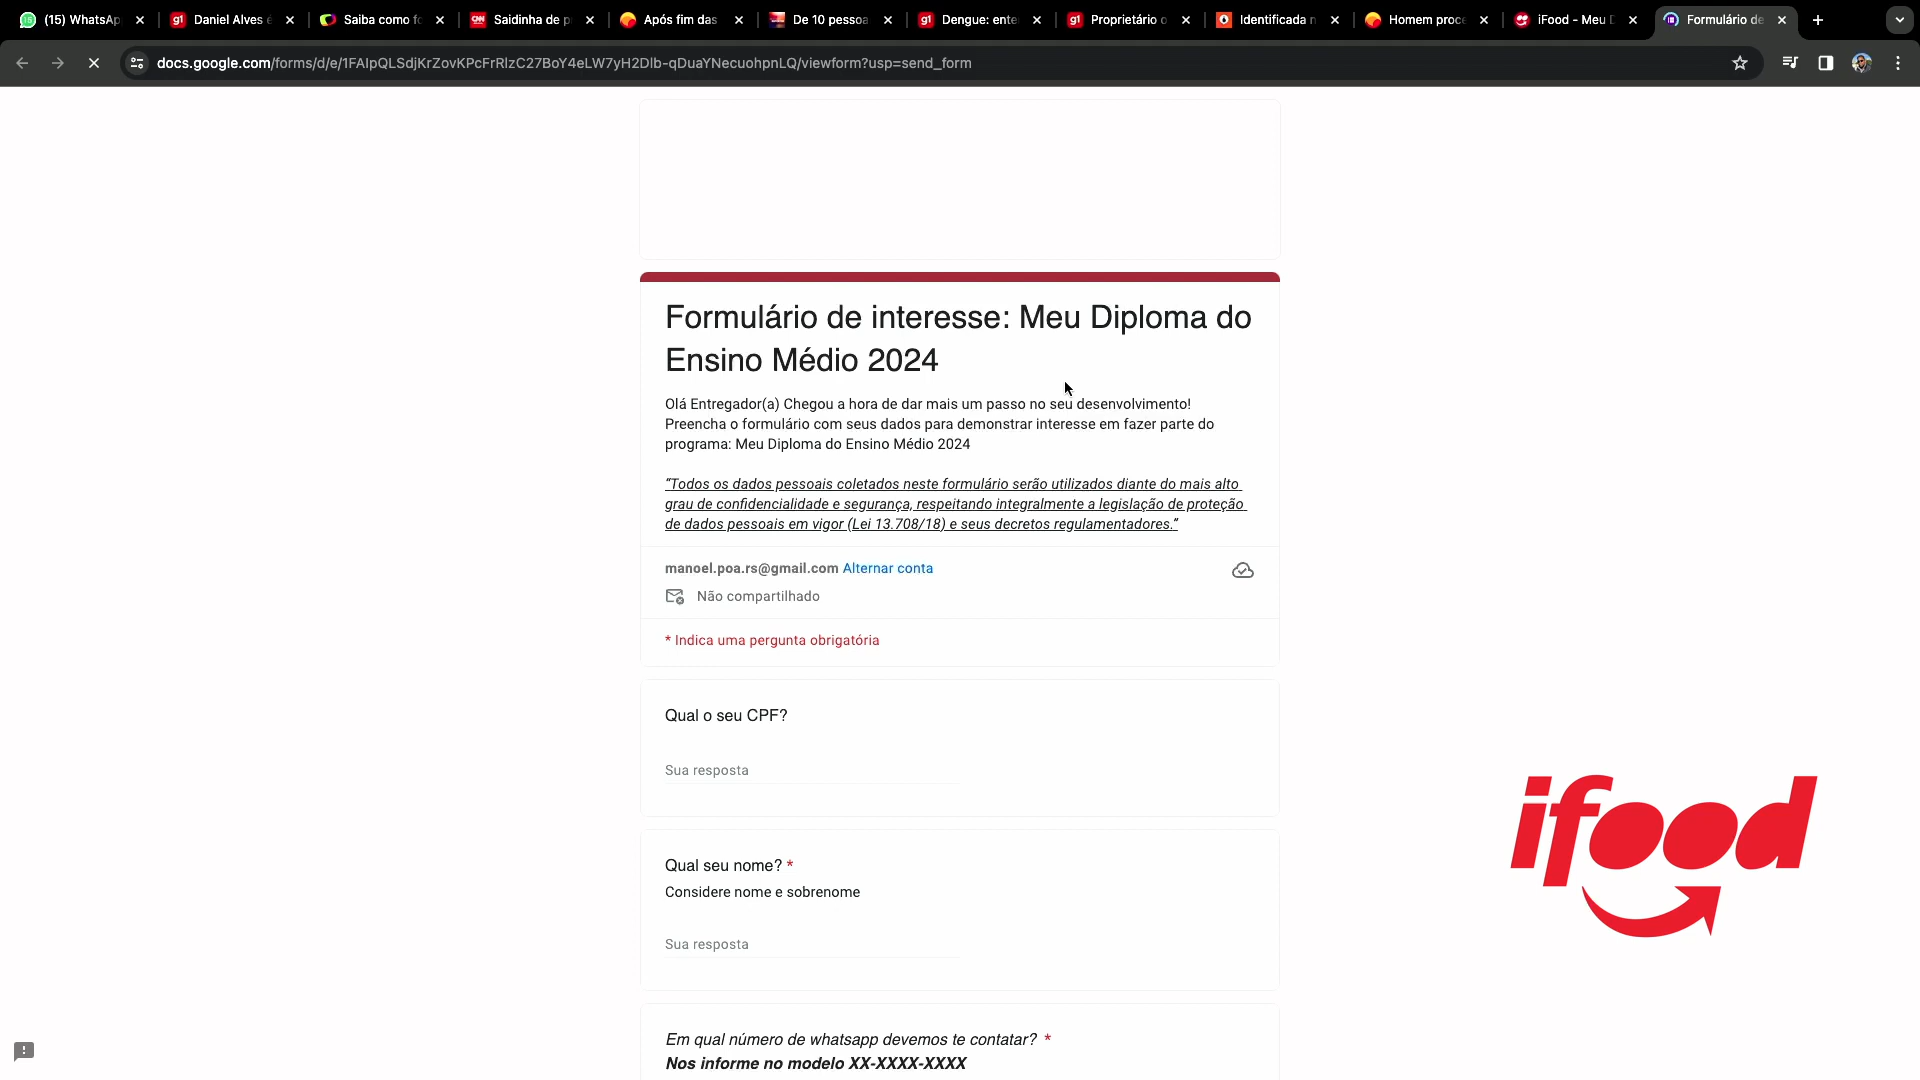 (15) WhatsAp
Daniel Alves é
Saiba como fo
Saidinha de p
Após fim das
De 10 pessoa
Dengue: ente
Proprietário o
Identificada n
Homem proce
iFood - Meu D
Formulário de
docs.google.com/forms/d/e/1FAIpQLSdjKrZovKPcFrRlzC27BoY4eLW7yH2Dlb-qDuaYNecuohpnLQ/viewform?usp=send_form
Formulário de interesse: Meu Diploma do
Ensino Médio 2024
Olá Entregador(a) Chegou a hora de dar mais um passo no seu desenvolvimento!
Preencha o formulário com seus dados para demonstrar interesse em fazer parte do
programa: Meu Diploma do Ensino Médio 2024
“Todos os dados pessoais coletados neste formulário serão utilizados diante do mais alto
grau de confidencialidade e segurança, respeitando integralmente a legislação de proteção
de dados pessoais em vigor (Lei 13.708/18) e seus decretos regulamentadores.”
manoel.poa.rs@gmail.com Alternar conta
Não compartilhado
* Indica uma pergunta obrigatória
Qual o seu CPF?
Sua resposta
Qual seu nome? *
Considere nome e sobrenome
Sua resposta
ifood
Em qual número de whatsapp devemos te contatar? *
Nos informe no modelo XX-XXXX-XXXX